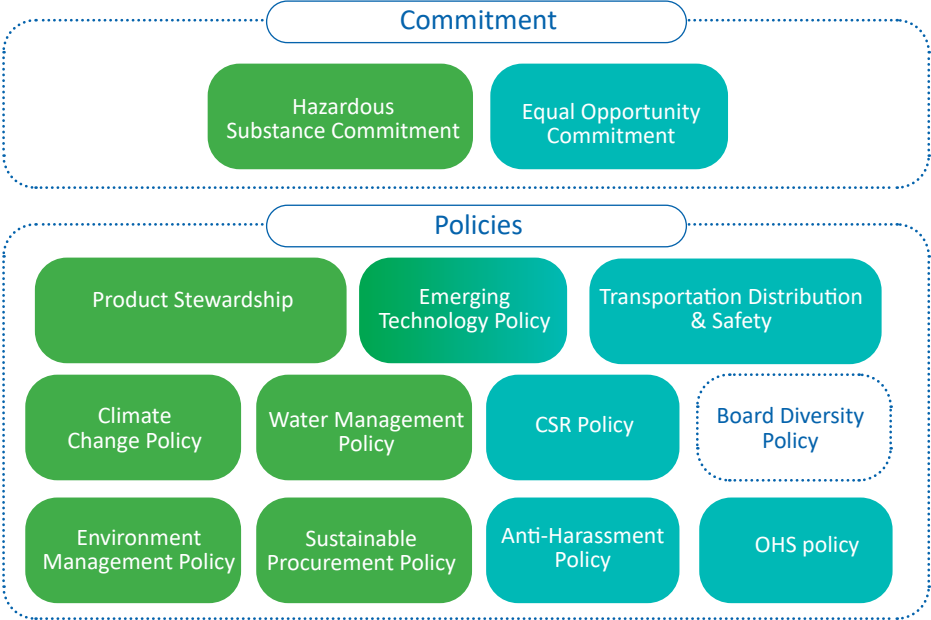 Commitment
Hazardous
Substance Commitment
Equal Opportunity
Commitment
Policies
Product Stewardship
Emerging
Technology Policy
Transportation Distribution
& Safety
Climate
Change Policy
Water Management
Policy
CSR Policy
Board Diversity
Policy
Environment
Management Policy
Sustainable
Procurement Policy
Anti-Harassment
Policy
OHS policy